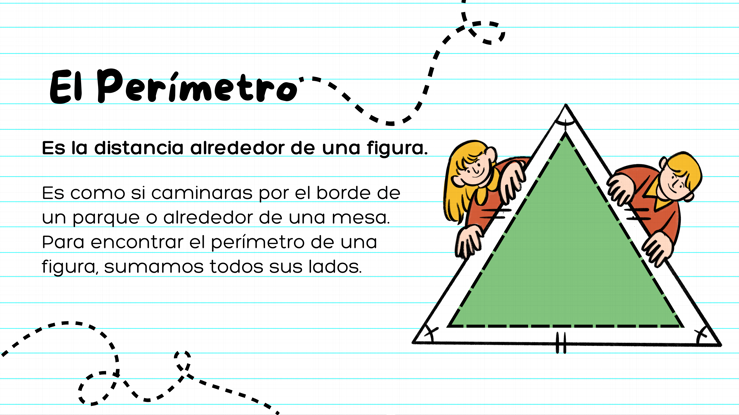 El Perímetro
Es la distancia alrededor de una figura.
Es como si caminaras por el borde de
un parque o alrededor de una mesa.
Para encontrar el perímetro de una
figura, sumamos todos sus lados.